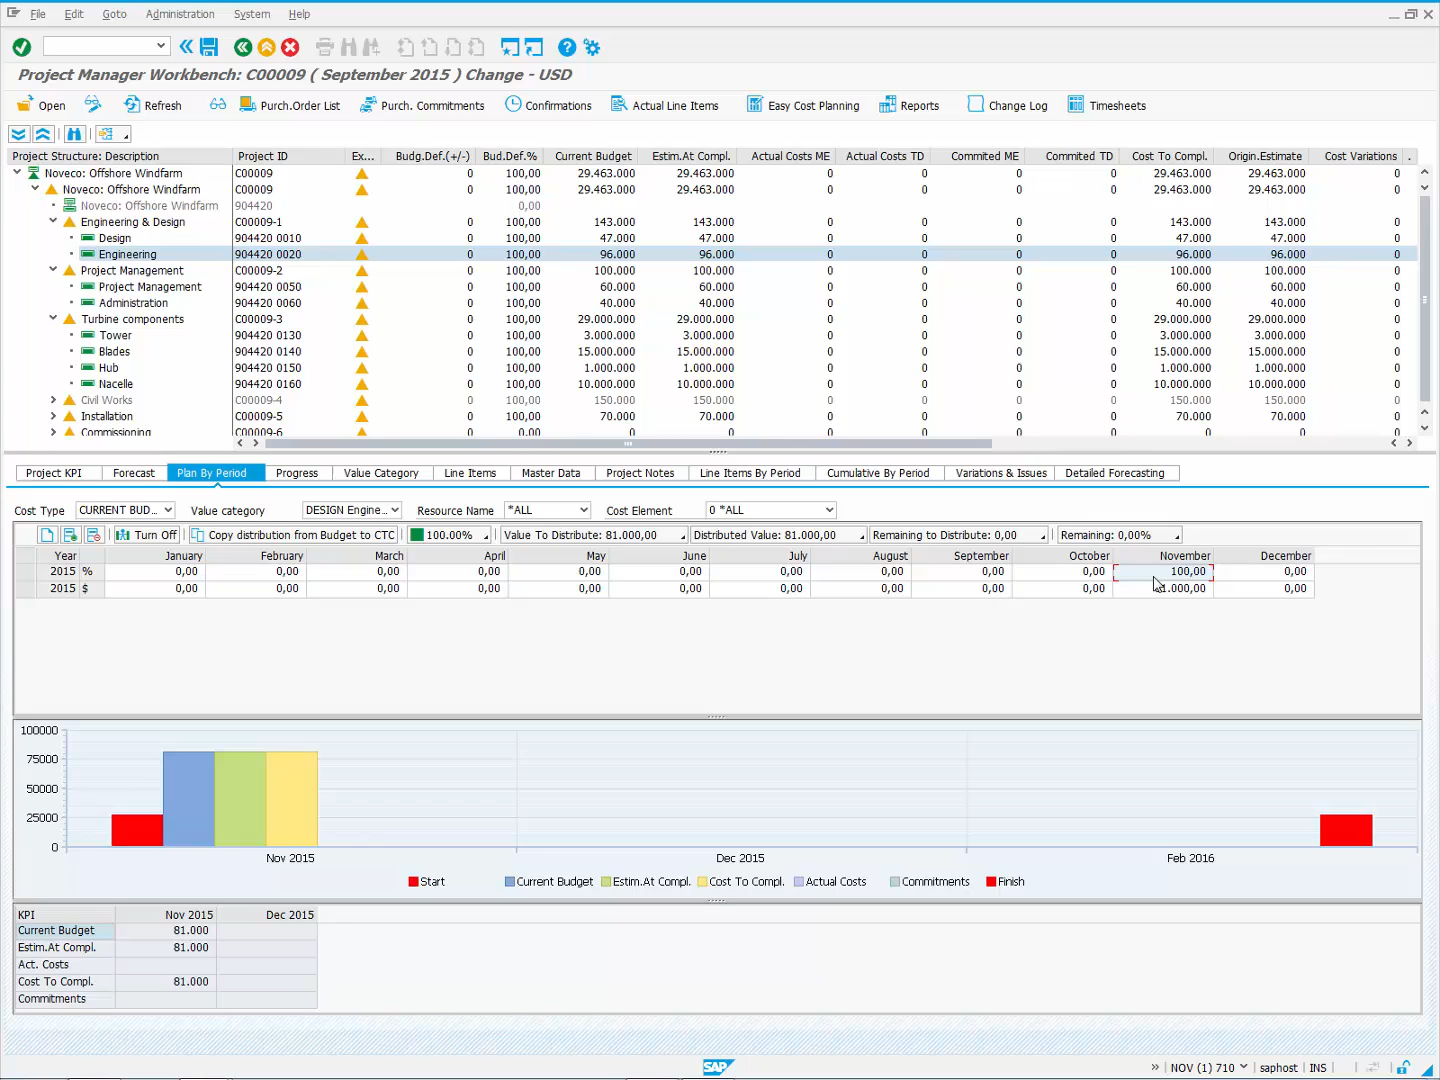 File Edit Goto Administration System Help
Project Manager Workbench: C00009 ( September 2015 ) Change - USD
Open Refresh Purch.Order List Purch. Commitments Confirmations Actual Line Items Easy Cost Planning Reports Change Log Timesheets
Project Structure: Description Project ID Ex... Budg.Def.(+/-) Bud.Def.% Current Budget Estim.At Compl. Actual Costs ME Actual Costs TD Commited ME Commited TD Cost To Compl. Origin.Estimate Cost Variations .
Noveco: Offshore Windfarm C00009 0 100,00 29.463.000 29.463.000 0 0 0 0 29.463.000 29.463.000 0
Noveco: Offshore Windfarm C00009 0 100,00 29.463.000 29.463.000 0 0 0 0 29.463.000 29.463.000 0
Noveco: Offshore Windfarm 904420 0,00
Engineering & Design C00009-1 0 100,00 143.000 143.000 0 0 0 0 143.000 143.000 0
Design 904420 0010 0 100,00 47.000 47.000 0 0 0 0 47.000 47.000 0
Engineering 904420 0020 0 100,00 96.000 96.000 0 0 0 0 96.000 96.000 0
Project Management C00009-2 0 100,00 100.000 100.000 0 0 0 0 100.000 100.000 0
Project Management 904420 0050 0 100,00 60.000 60.000 0 0 0 0 60.000 60.000 0
Administration 904420 0060 0 100,00 40.000 40.000 0 0 0 0 40.000 40.000 0
Turbine components C00009-3 0 100,00 29.000.000 29.000.000 0 0 0 0 29.000.000 29.000.000 0
Tower 904420 0130 0 100,00 3.000.000 3.000.000 0 0 0 0 3.000.000 3.000.000 0
Blades 904420 0140 0 100,00 15.000.000 15.000.000 0 0 0 0 15.000.000 15.000.000 0
Hub 904420 0150 0 100,00 1.000.000 1.000.000 0 0 0 0 1.000.000 1.000.000 0
Nacelle 904420 0160 0 100,00 10.000.000 10.000.000 0 0 0 0 10.000.000 10.000.000 0
Civil Works C00009-4 0 100,00 150.000 150.000 0 0 0 0 150.000 150.000 0
Installation C00009-5 0 100,00 70.000 70.000 0 0 0 0 70.000 70.000 0
Commissioning C00009-6 0 0,00 0 0 0 0 0 0 0 0 0
Project KPI Forecast Plan By Period Progress Value Category Line Items Master Data Project Notes Line Items By Period Cumulative By Period Variations & Issues Detailed Forecasting
Cost Type CURRENT BUD... Value category DESIGN Engine... Resource Name *ALL Cost Element 0 *ALL
Turn Off Copy distribution from Budget to CTC 100.00% Value To Distribute: 81.000,00 Distributed Value: 81.000,00 Remaining to Distribute: 0,00 Remaining: 0,00%
Year January February March April May June July August September October November December
2015 % 0,00 0,00 0,00 0,00 0,00 0,00 0,00 0,00 0,00 0,00 100,00 0,00
2015 $ 0,00 0,00 0,00 0,00 0,00 0,00 0,00 0,00 0,00 0,00 1.000,00 0,00
100000
75000
50000
25000
0
Nov 2015 Dec 2015 Feb 2016
Start Current Budget Estim.At Compl. Cost To Compl. Actual Costs Commitments Finish
KPI Nov 2015 Dec 2015
Current Budget 81.000
Estim.At Compl. 81.000
Act. Costs
Cost To Compl. 81.000
Commitments
SAP » NOV (1) 710 saphost INS